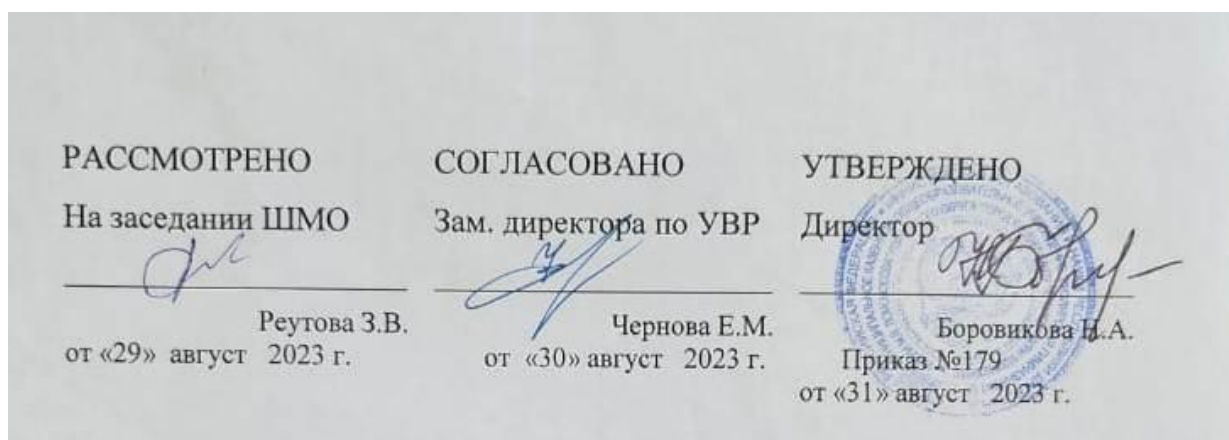 РАССМОТРЕНО
На заседании ШМО
Реутова З.В.
от «29» август 2023 г.
СОГЛАСОВАНО
Зам. директора по УВР
Чернова Е.М.
от «30» август 2023 г.
УТВЕРЖДЕНО
Директор
Боровикова Н.А.
Приказ №179
от «31» август 2023 г.